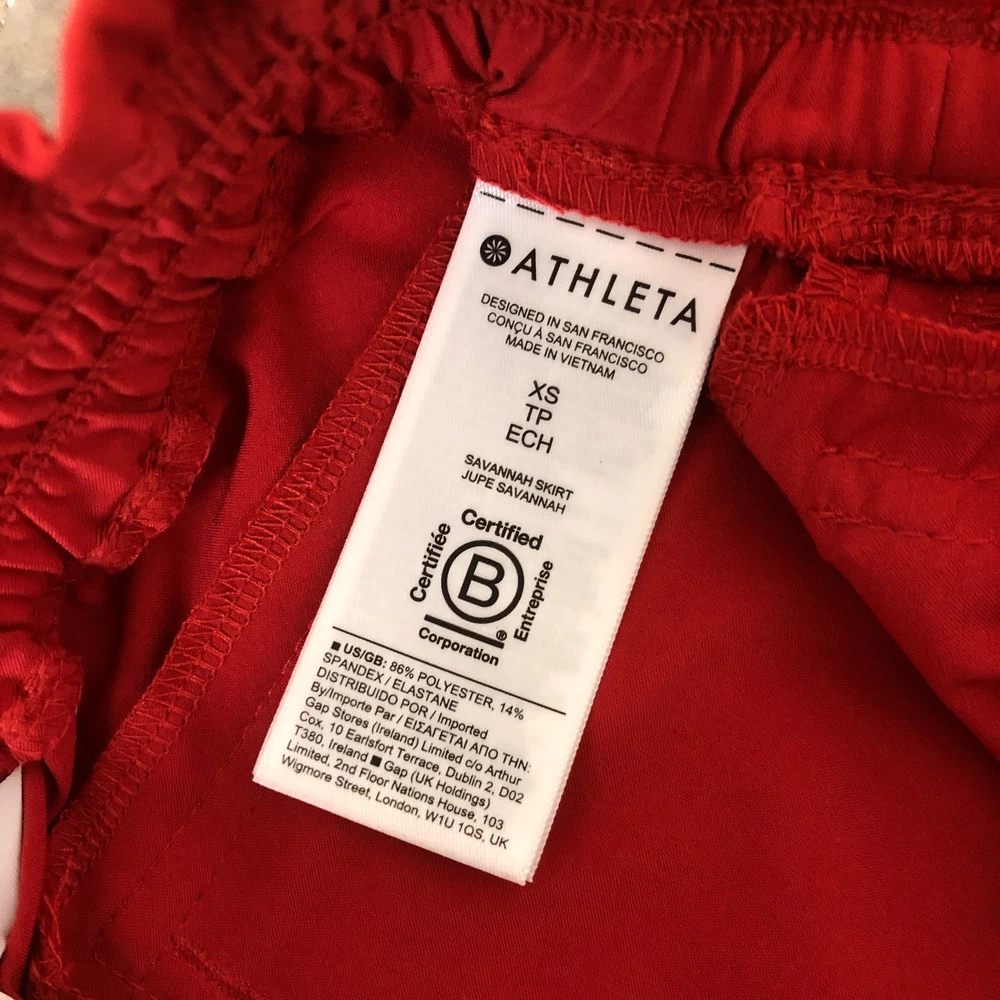 ATHLETA
DESIGNED IN SAN FRANCISCO
CONÇU À SAN FRANCISCO
MADE IN VIETNAM
XS
TP
ECH
SAVANNAH SKIRT
JUPE SAVANNAH
Certified
Certifiée
B
Entreprise
®
Corporation
■ US/GB: 86% POLYESTER, 14%
SPANDEX / ELASTANE
DISTRIBUIDO POR / Imported
By/Importe Par / ΕΙΣΑΓΕΤΑΙ ΑΠΟ ΤΗΝ:
Gap Stores (Ireland) Limited c/o Arthur
Cox, 10 Earlsfort Terrace, Dublin 2, D02
T380, Ireland ■ Gap (UK Holdings)
Limited, 2nd Floor Nations House, 103
Wigmore Street, London, W1U 1QS, UK